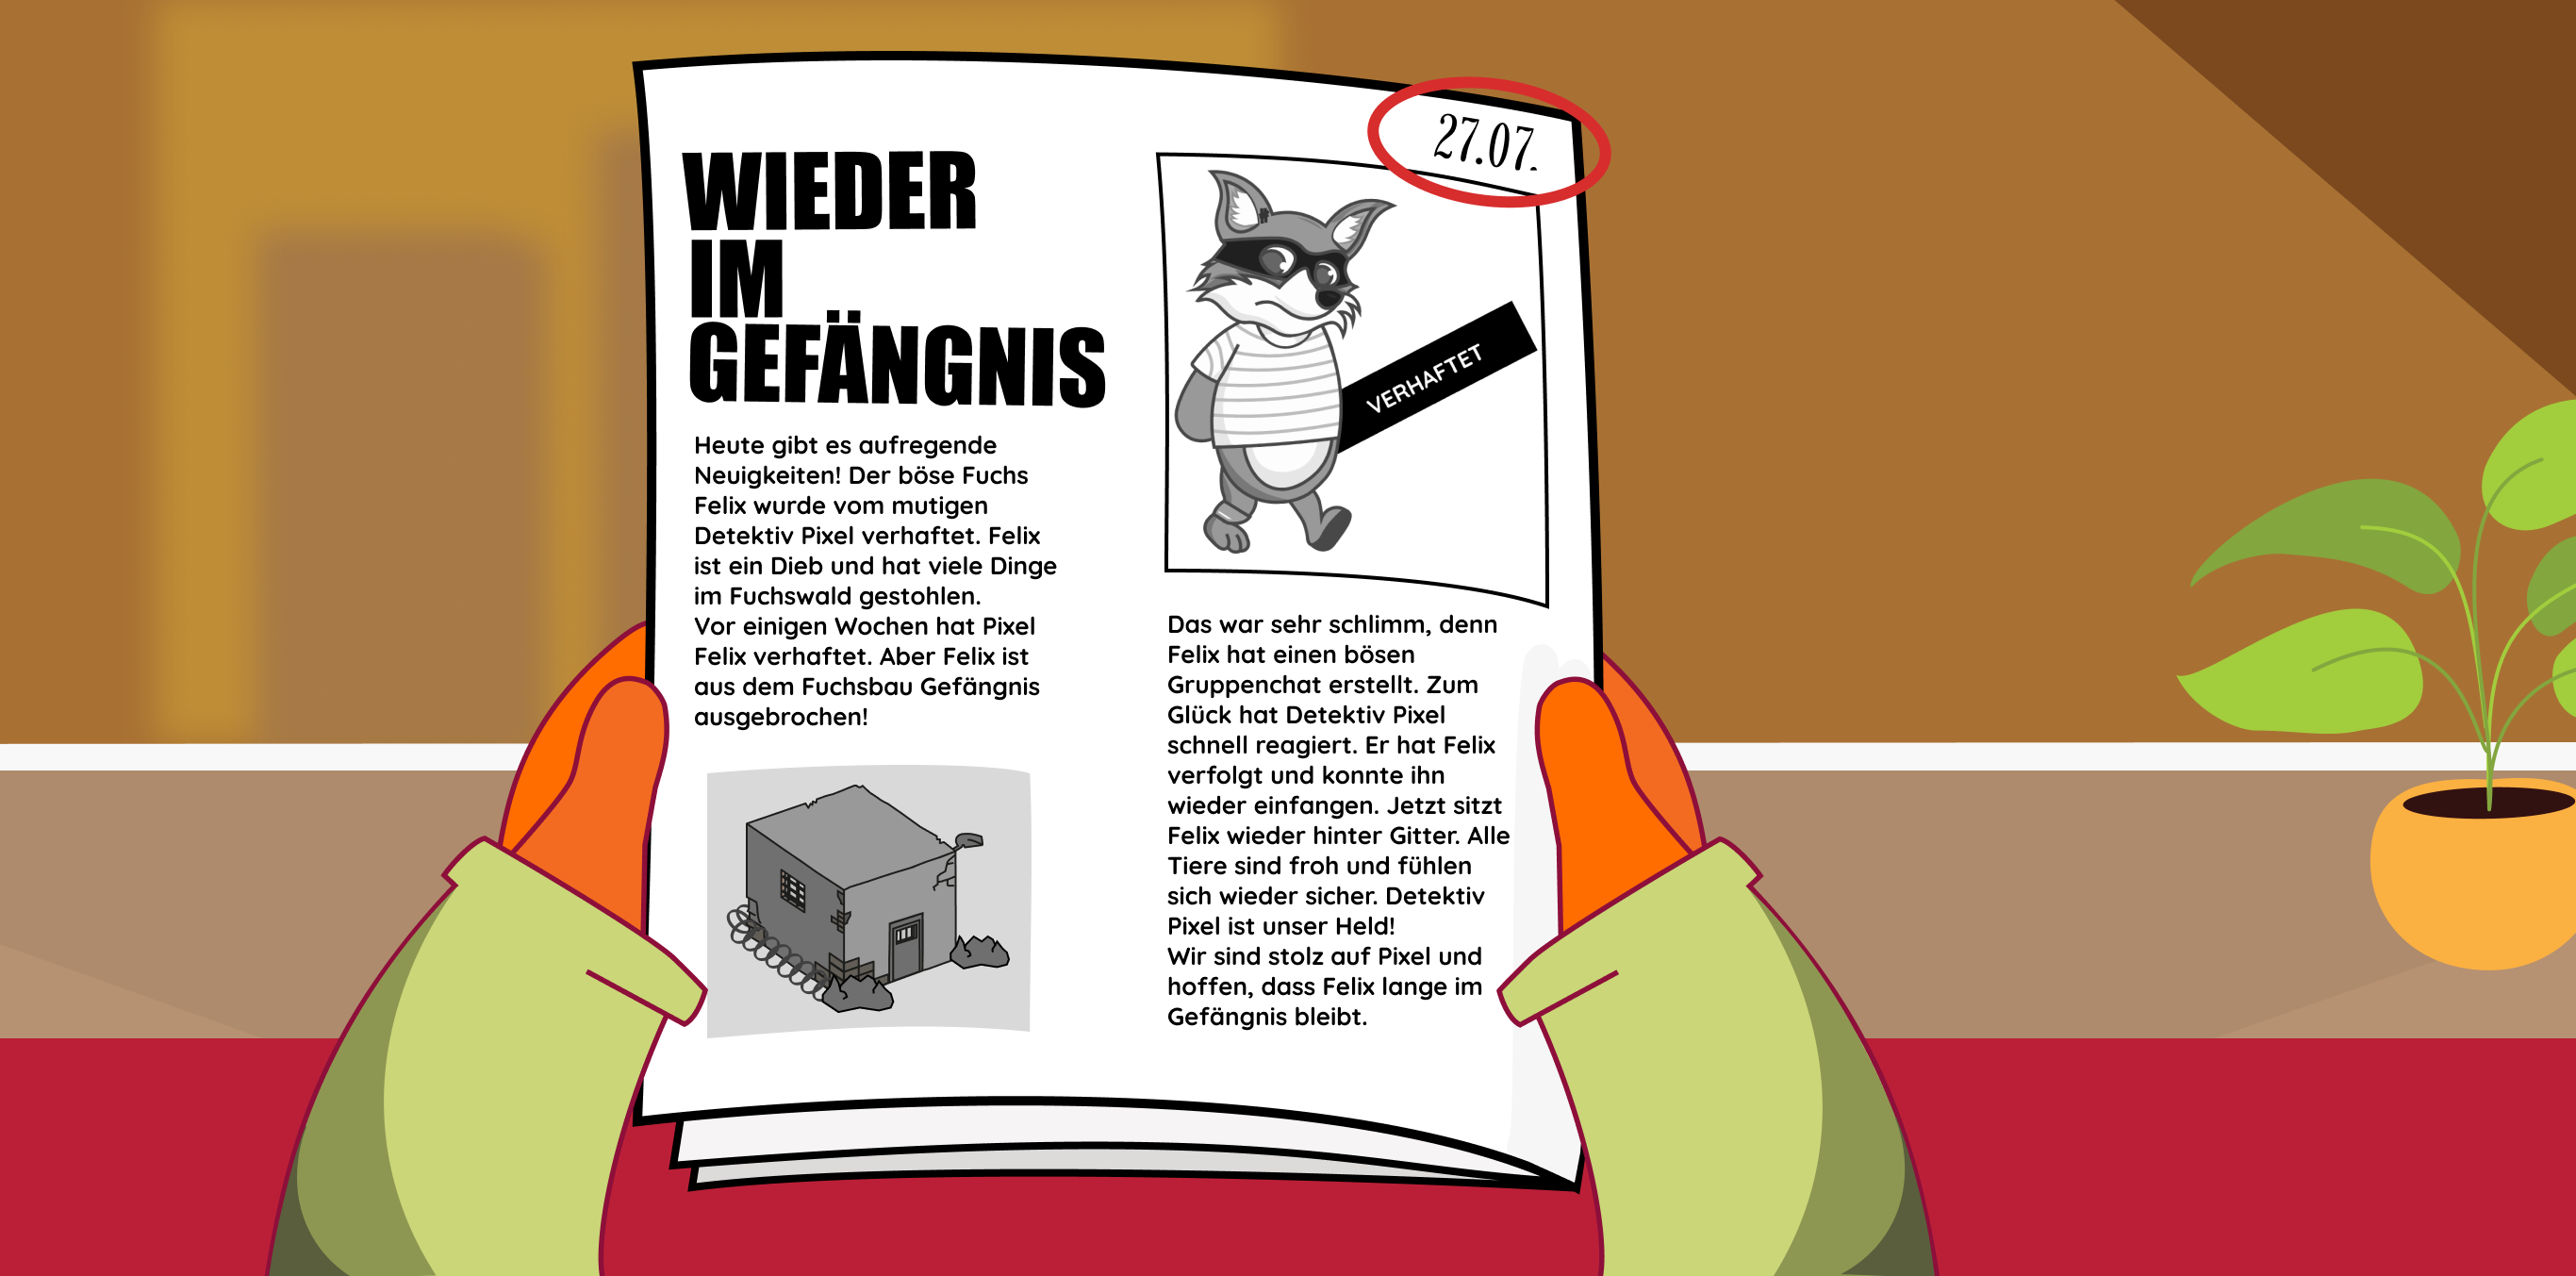 27.07.
WIEDER
IM
GEFÄNGNIS
Heute gibt es aufregende
Neuigkeiten! Der böse Fuchs
Felix wurde vom mutigen
Detektiv Pixel verhaftet. Felix
ist ein Dieb und hat viele Dinge
im Fuchswald gestohlen.
Vor einigen Wochen hat Pixel
Felix verhaftet. Aber Felix ist
aus dem Fuchsbau Gefängnis
ausgebrochen!
VERHAFTET
Das war sehr schlimm, denn
Felix hat einen bösen
Gruppenchat erstellt. Zum
Glück hat Detektiv Pixel
schnell reagiert. Er hat Felix
verfolgt und konnte ihn
wieder einfangen. Jetzt sitzt
Felix wieder hinter Gitter. Alle
Tiere sind froh und fühlen
sich wieder sicher. Detektiv
Pixel ist unser Held!
Wir sind stolz auf Pixel und
hoffen, dass Felix lange im
Gefängnis bleibt.